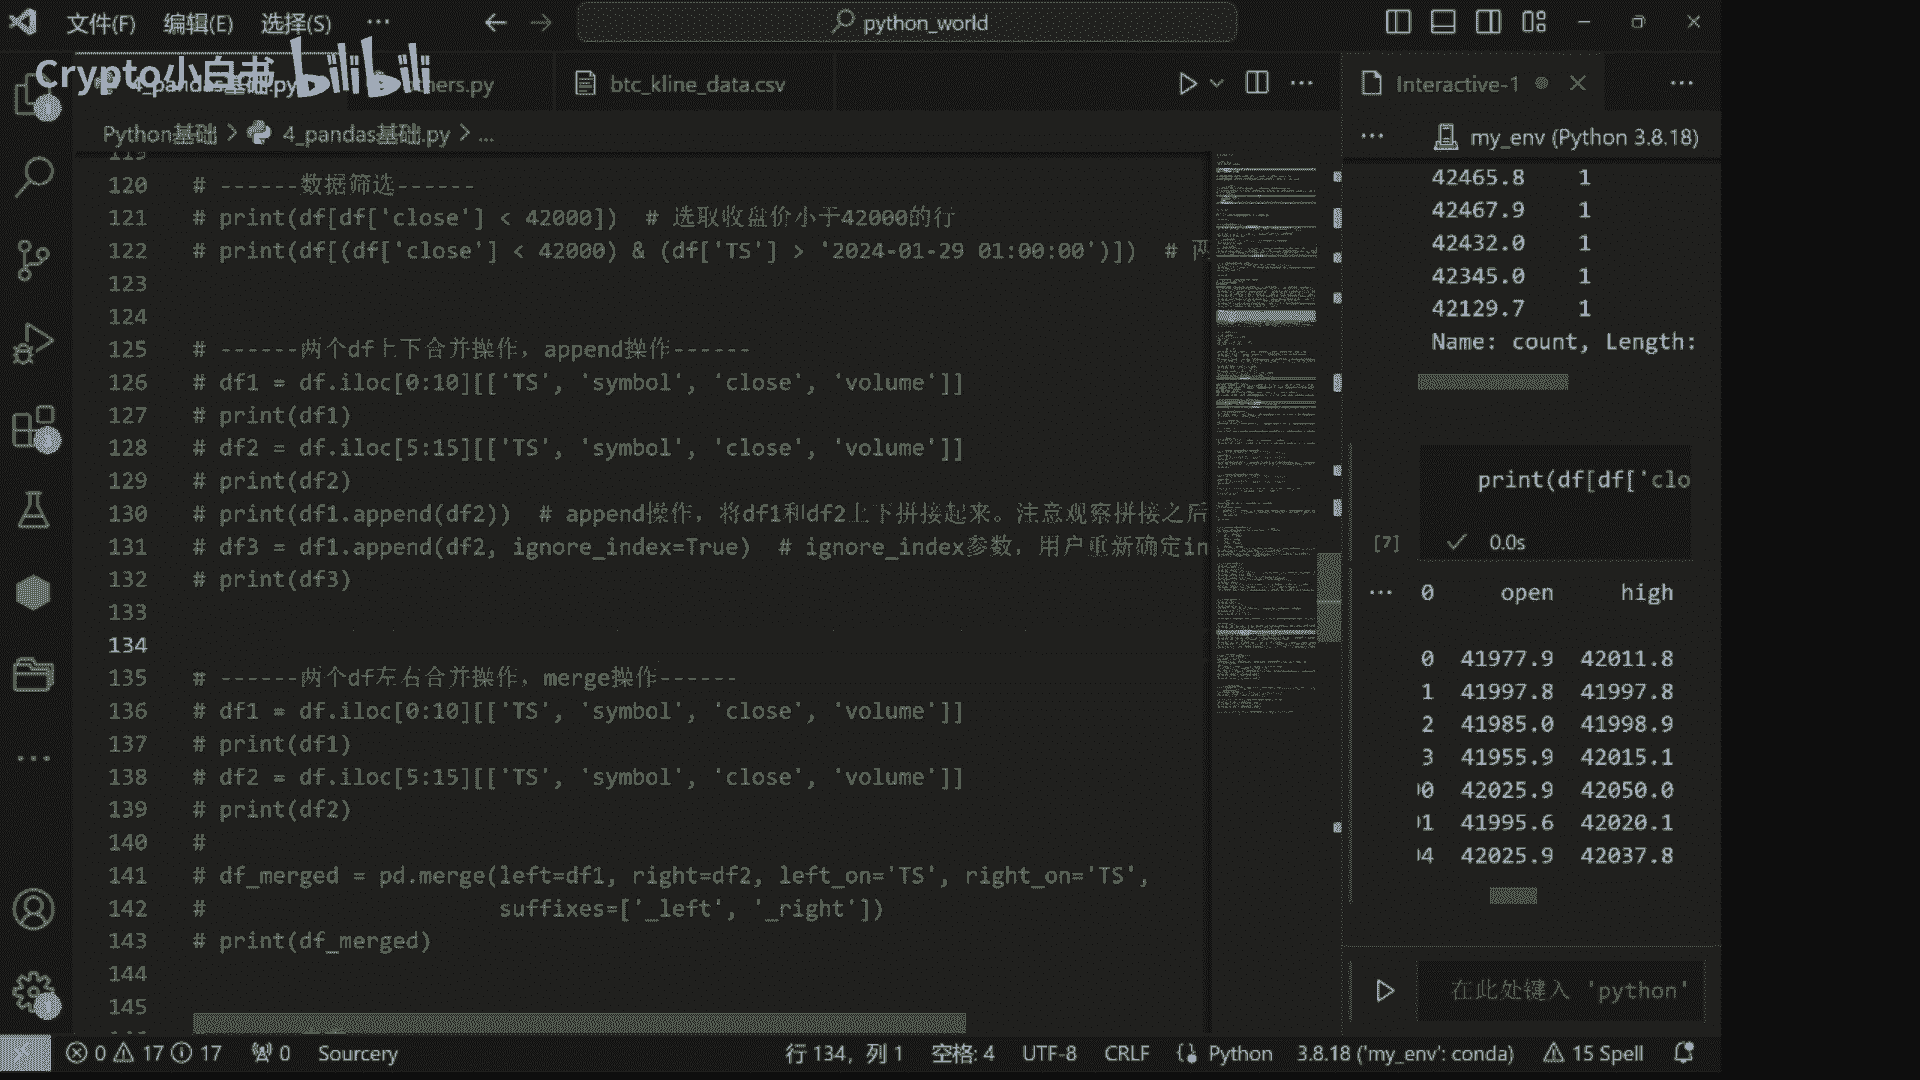 文件(F) 编辑(E) 选择(S) ··· python_world
Crypto小白书 bilibili
4_pandas基础.py hers.py btc_kline_data.csv Interactive-1
Python基础 > 4_pandas基础.py > ...
my_env (Python 3.8.18)
119
120 # ------数据筛选------
121 # print(df[df['close'] < 42000]) # 选取收盘价小于42000的行
122 # print(df[(df['close'] < 42000) & (df['TS'] > '2024-01-29 01:00:00')]) # 两
123
124
125 # ------两个df上下合并操作，append操作------
126 # df1 = df.iloc[0:10][['TS', 'symbol', 'close', 'volume']]
127 # print(df1)
128 # df2 = df.iloc[5:15][['TS', 'symbol', 'close', 'volume']]
129 # print(df2)
130 # print(df1.append(df2)) # append操作，将df1和df2上下拼接起来。注意观察拼接之后
131 # df3 = df1.append(df2, ignore_index=True) # ignore_index参数，用户重新确定in
132 # print(df3)
133
134
135 # ------两个df左右合并操作，merge操作------
136 # df1 = df.iloc[0:10][['TS', 'symbol', 'close', 'volume']]
137 # print(df1)
138 # df2 = df.iloc[5:15][['TS', 'symbol', 'close', 'volume']]
139 # print(df2)
140 #
141 # df_merged = pd.merge(left=df1, right=df2, left_on='TS', right_on='TS',
142 # suffixes=['_left', '_right'])
143 # print(df_merged)
144
145
42465.8 1
42467.9 1
42432.0 1
42345.0 1
42129.7 1
Name: count, Length:
print(df[df['clo
[7] 0.0s
0 open high
0 41977.9 42011.8
1 41997.8 41997.8
2 41985.0 41998.9
3 41955.9 42015.1
0 42025.9 42050.0
1 41995.6 42020.1
4 42025.9 42037.8
在此处键入 'python'
0 17 17 0 Sourcery 行 134，列 1 空格: 4 UTF-8 CRLF Python 3.8.18 ('my_env': conda) 15 Spell